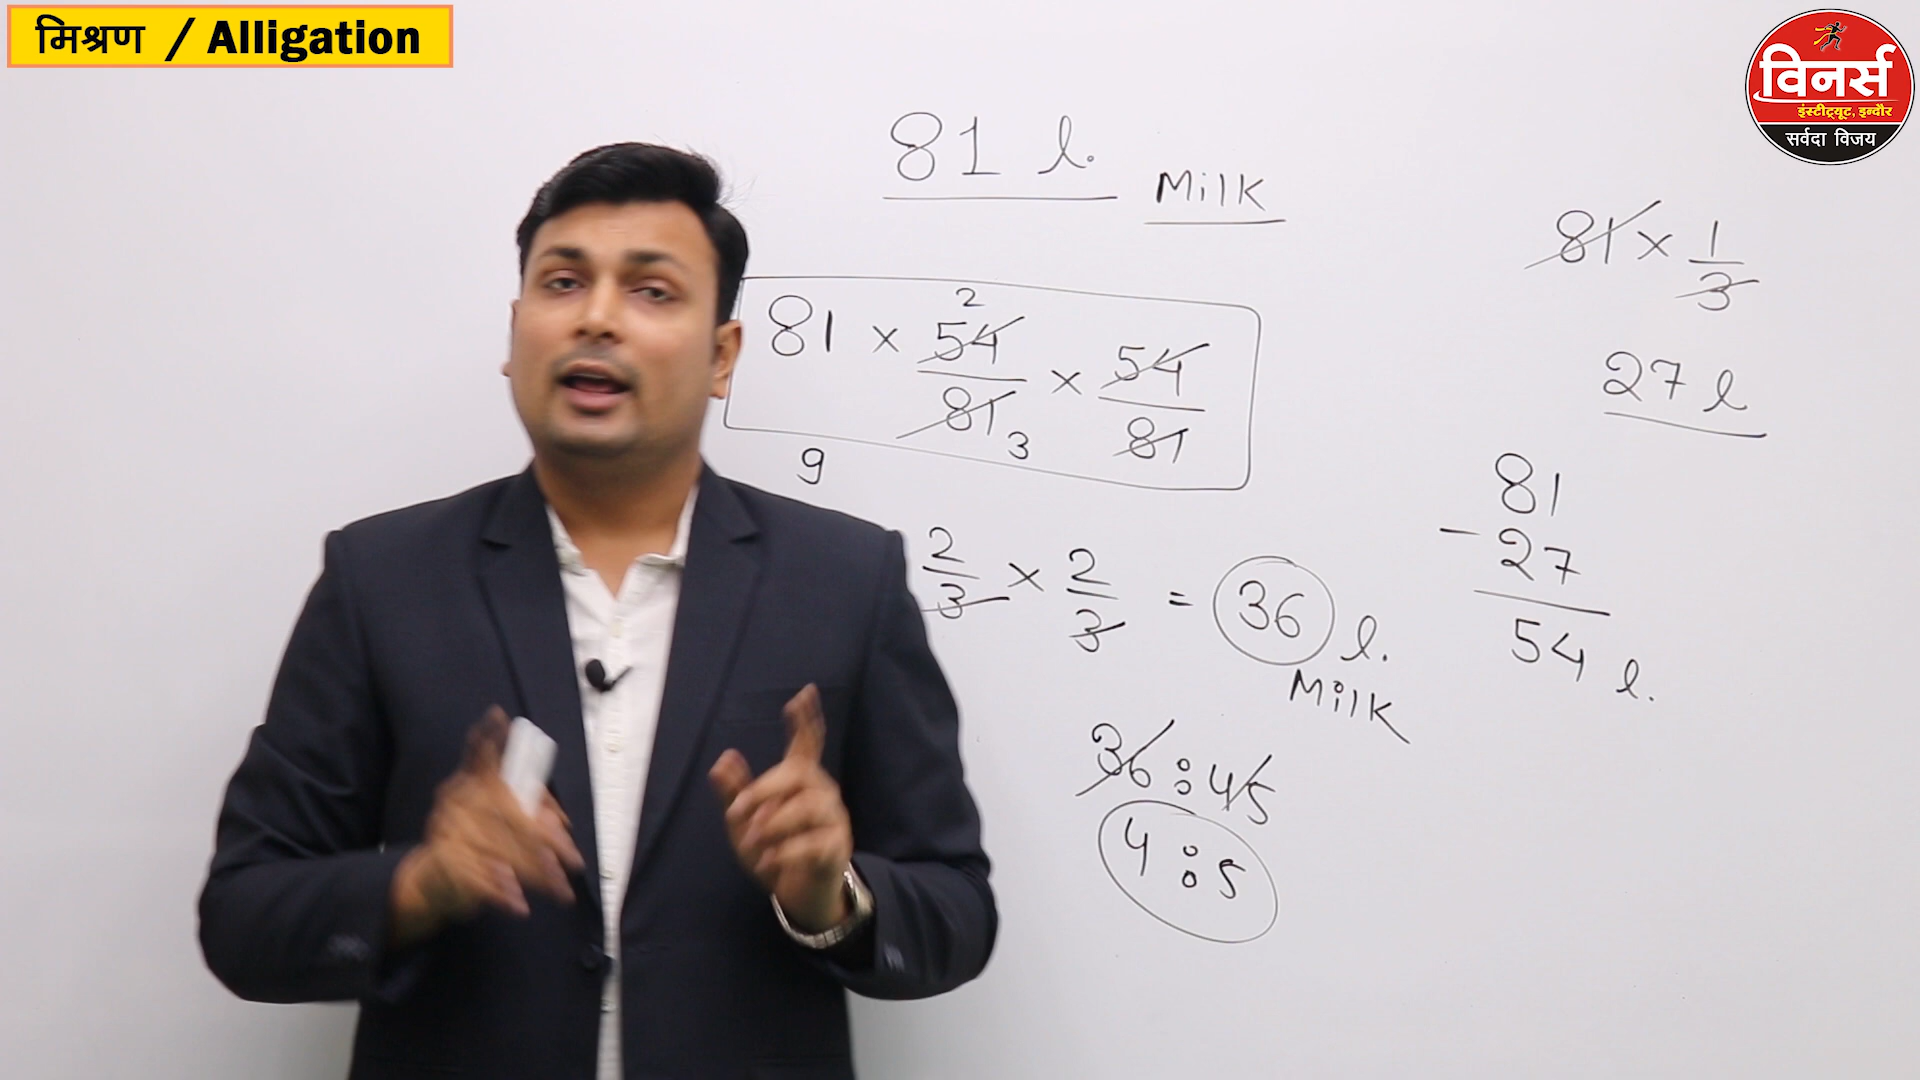 मिश्रण / Alligation
विनर्स
इंस्टीट्यूट, इन्दौर
सर्वदा विजय
81 l.
Milk
81 × 54/81 × 54/81
2
3
9
2/3 × 2/3 = 36 l.
Milk
36 : 45
4 : 5
81 × 1/3
27 l
81
- 27
54 l.